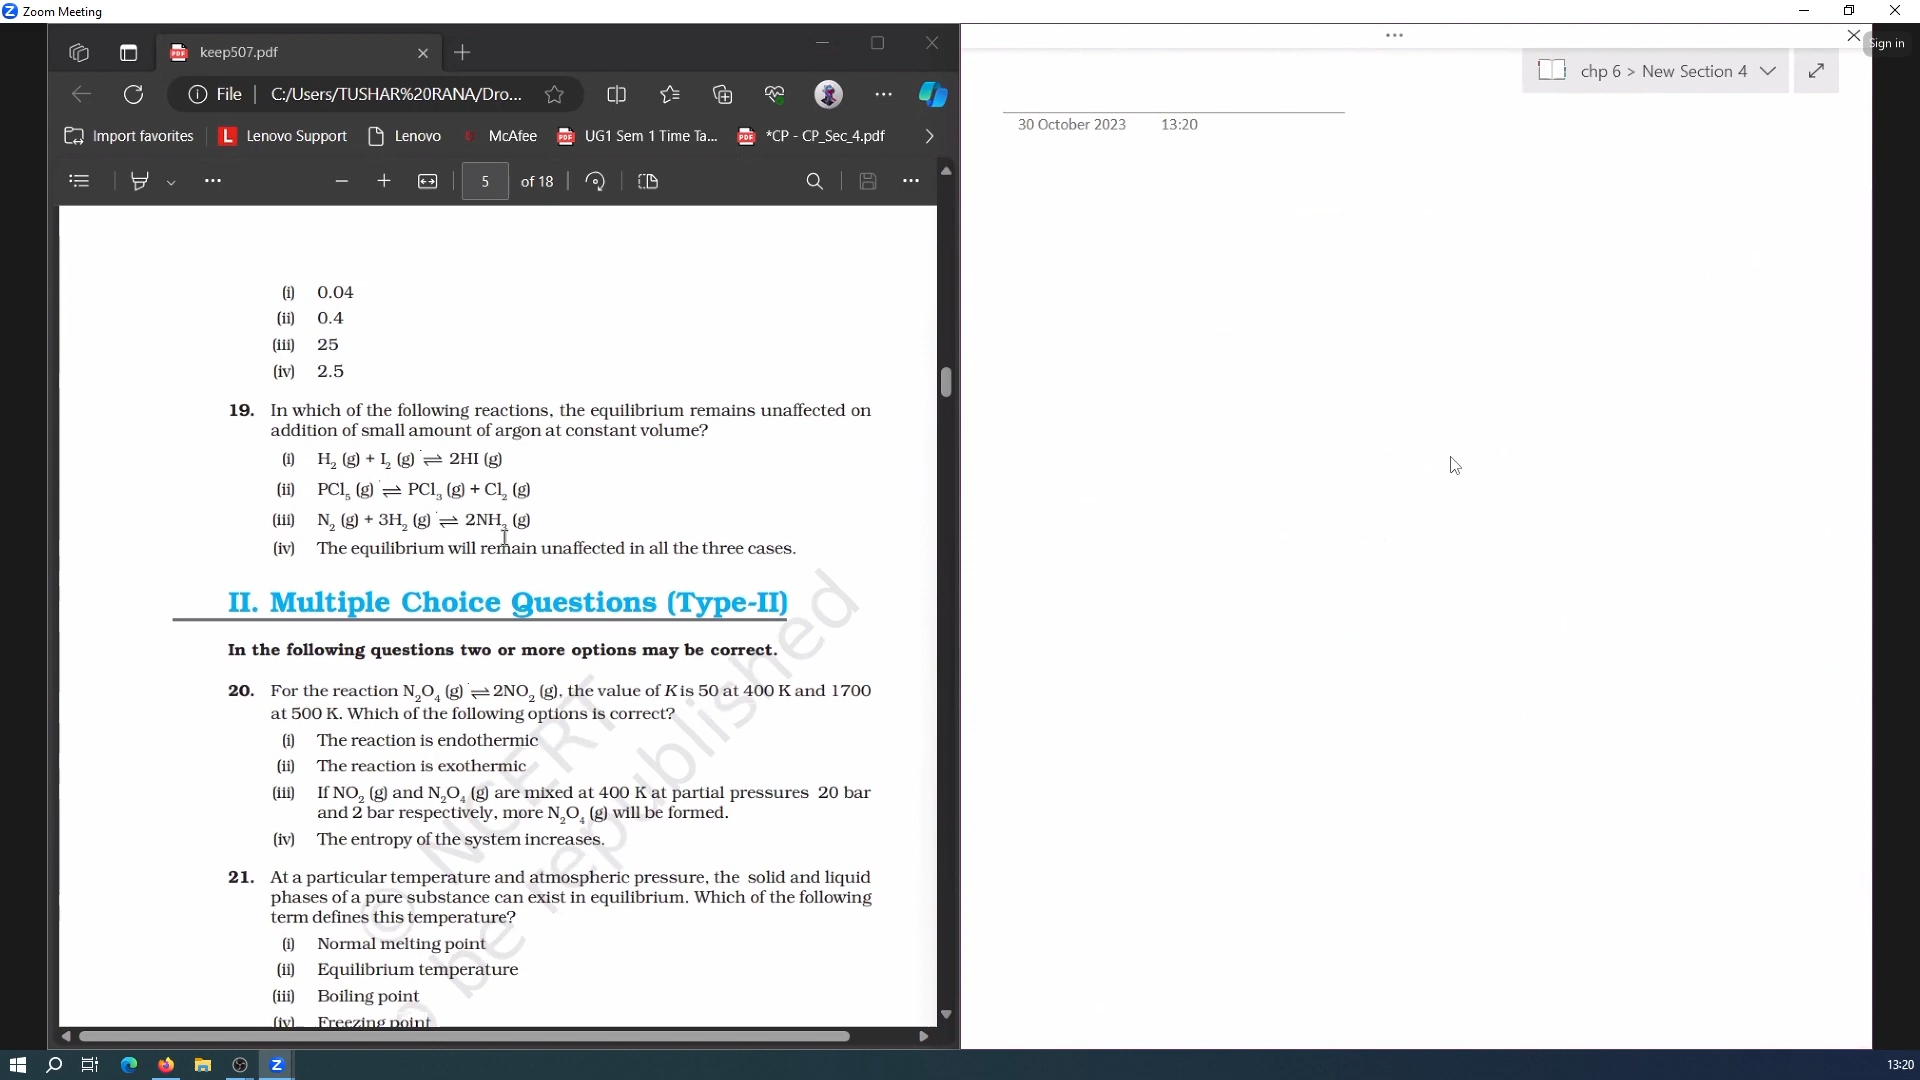 Zoom Meeting
Sign in
keep507.pdf
File
C:/Users/TUSHAR%20RANA/Dro...
Import favorites
Lenovo Support
Lenovo
McAfee
UG1 Sem 1 Time Ta...
*CP - CP_Sec_4.pdf
5 of 18
(i) 0.04
(ii) 0.4
(iii) 25
(iv) 2.5
19. In which of the following reactions, the equilibrium remains unaffected on
addition of small amount of argon at constant volume?
(i) H₂ (g) + I₂ (g) ⇌ 2HI (g)
(ii) PCl₅ (g) ⇌ PCl₃ (g) + Cl₂ (g)
(iii) N₂ (g) + 3H₂ (g) ⇌ 2NH₃ (g)
(iv) The equilibrium will remain unaffected in all the three cases.
II. Multiple Choice Questions (Type-II)
In the following questions two or more options may be correct.
20. For the reaction N₂O₄ (g) ⇌ 2NO₂ (g), the value of K is 50 at 400 K and 1700
at 500 K. Which of the following options is correct?
(i) The reaction is endothermic
(ii) The reaction is exothermic
(iii) If NO₂ (g) and N₂O₄ (g) are mixed at 400 K at partial pressures 20 bar
and 2 bar respectively, more N₂O₄ (g) will be formed.
(iv) The entropy of the system increases.
21. At a particular temperature and atmospheric pressure, the solid and liquid
phases of a pure substance can exist in equilibrium. Which of the following
term defines this temperature?
(i) Normal melting point
(ii) Equilibrium temperature
(iii) Boiling point
(iv) Freezing point
© NCERT
be republished
chp 6 > New Section 4
30 October 2023 13:20
13:20